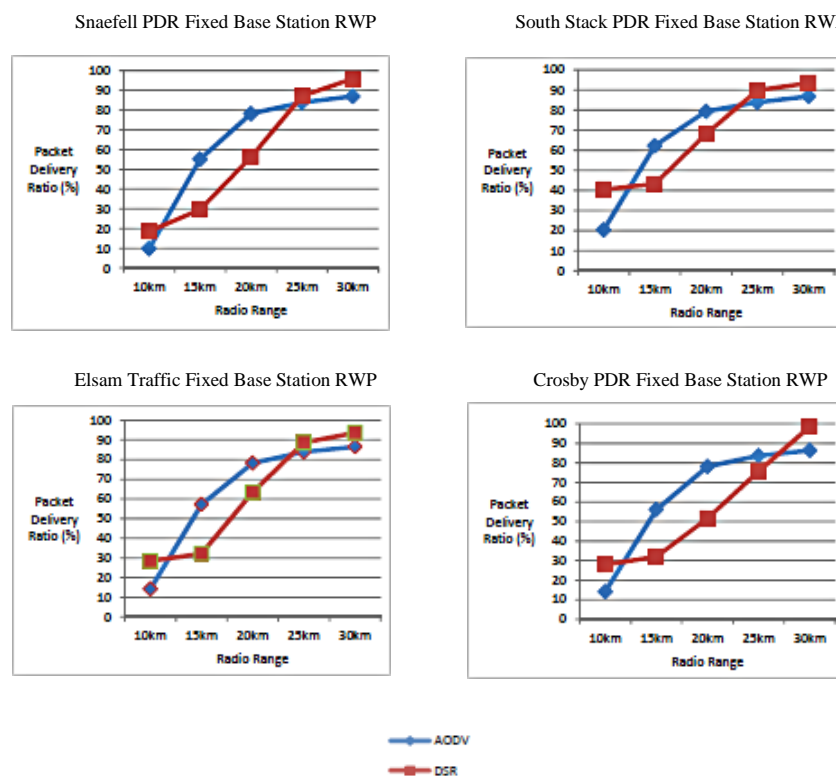 Snaefell PDR Fixed Base Station RWP
100
90
80
70
60
50
40
30
20
10
0
Packet
Delivery
Ratio (%)
10km 15km 20km 25km 30km
Radio Range
South Stack PDR Fixed Base Station RW
100
90
80
70
60
50
40
30
20
10
0
Packet
Delivery
Ratio (%)
10km 15km 20km 25km 30km
Radio Range
Elsam Traffic Fixed Base Station RWP
100
90
80
70
60
50
40
30
20
10
0
Packet
Delivery
Ratio (%)
10km 15km 20km 25km 30km
Radio Range
Crosby PDR Fixed Base Station RWP
100
90
80
70
60
50
40
30
20
10
0
Packet
Delivery
Ratio (%)
10km 15km 20km 25km 30km
Radio Range
AODV
DSR